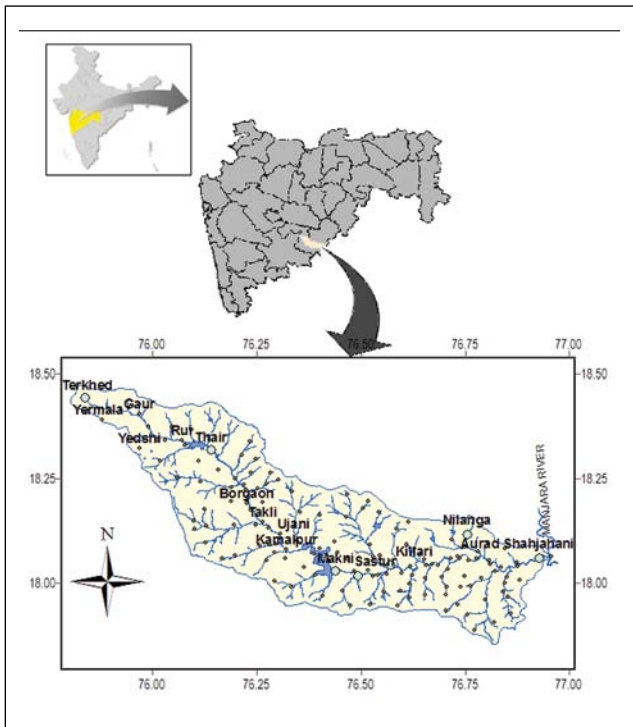 76.00 76.25 76.50 76.75 77.00
18.50 18.50
Terkhed
Yermala Gaur
Yedshi Rut Thair
18.25 18.25
MANJARA RIVER
Borgaon
Takli
Ujani
Nilanga
Kamalpur
Aurad Shahjahani
Makni Sastur Killari
N
18.00 18.00
76.00 76.25 76.50 76.75 77.00